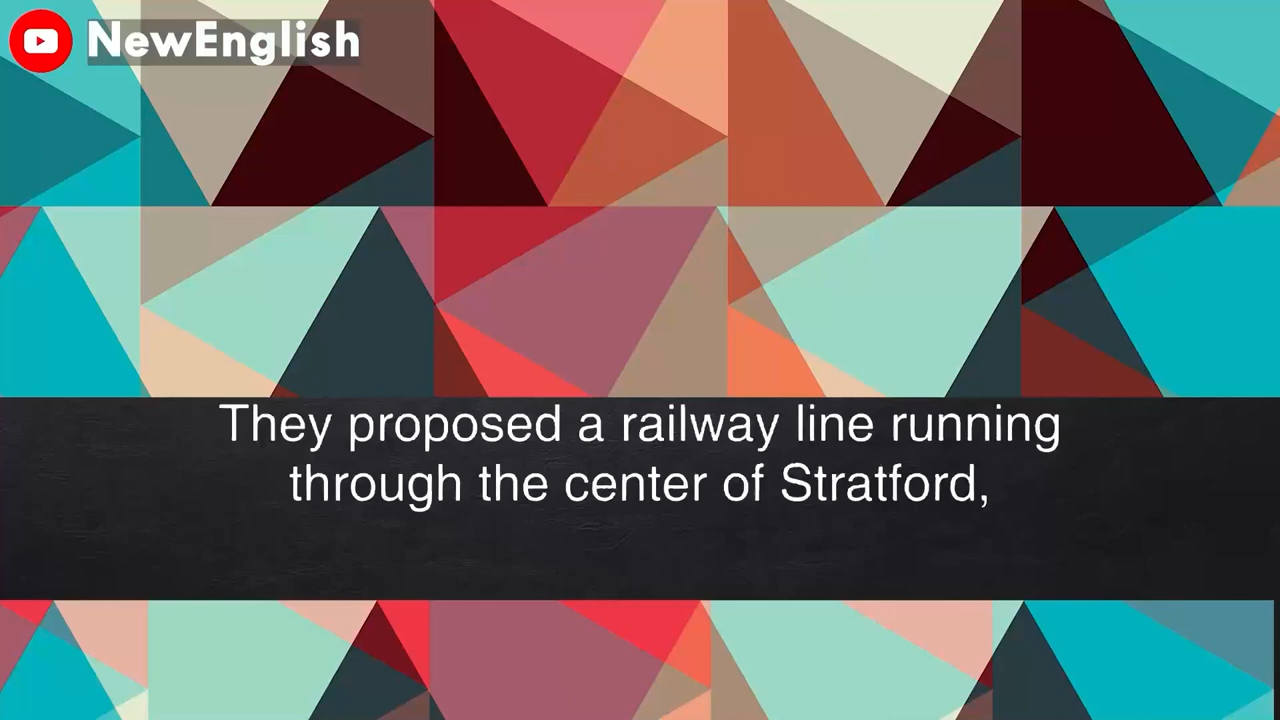 NewEnglish
They proposed a railway line running
through the center of Stratford,